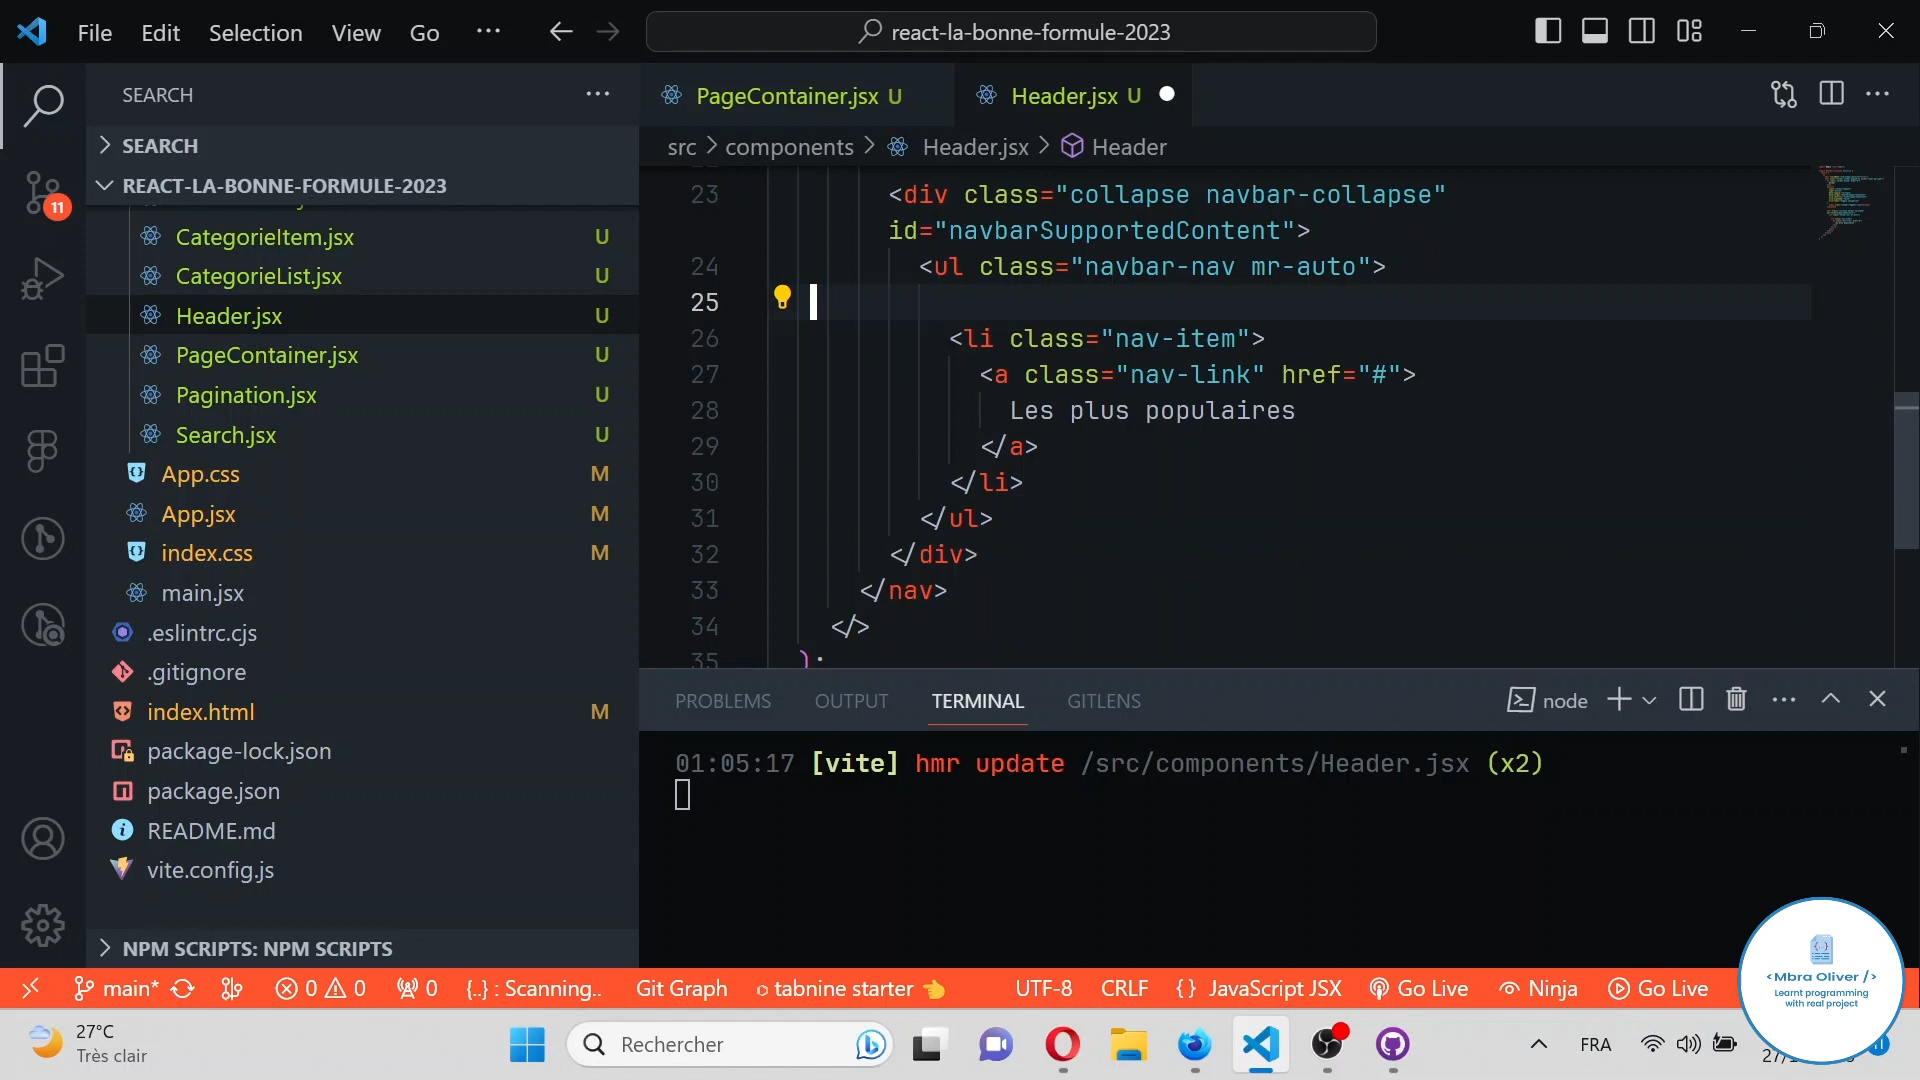 File Edit Selection View Go ···
react-la-bonne-formule-2023
SEARCH ···
SEARCH
REACT-LA-BONNE-FORMULE-2023
CategorieItem.jsx U
CategorieList.jsx U
Header.jsx U
PageContainer.jsx U
Pagination.jsx U
Search.jsx U
App.css M
App.jsx M
index.css M
main.jsx
.eslintrc.cjs
.gitignore
index.html M
package-lock.json
package.json
README.md
vite.config.js
NPM SCRIPTS: NPM SCRIPTS
11
PageContainer.jsx U
Header.jsx U
src > components > Header.jsx > Header
23 <div class="collapse navbar-collapse"
id="navbarSupportedContent">
24 <ul class="navbar-nav mr-auto">
25
26 <li class="nav-item">
27 <a class="nav-link" href="#">
28 Les plus populaires
29 </a>
30 </li>
31 </ul>
32 </div>
33 </nav>
34 </>
35 );
PROBLEMS OUTPUT TERMINAL GITLENS node
01:05:17 [vite] hmr update /src/components/Header.jsx (x2)
main* 0 0 0 {..} : Scanning.. Git Graph tabnine starter UTF-8 CRLF {} JavaScript JSX Go Live Ninja Go Live
<Mbra Oliver />
Learnt programming
with real project
27°C
Très clair
Rechercher
FRA